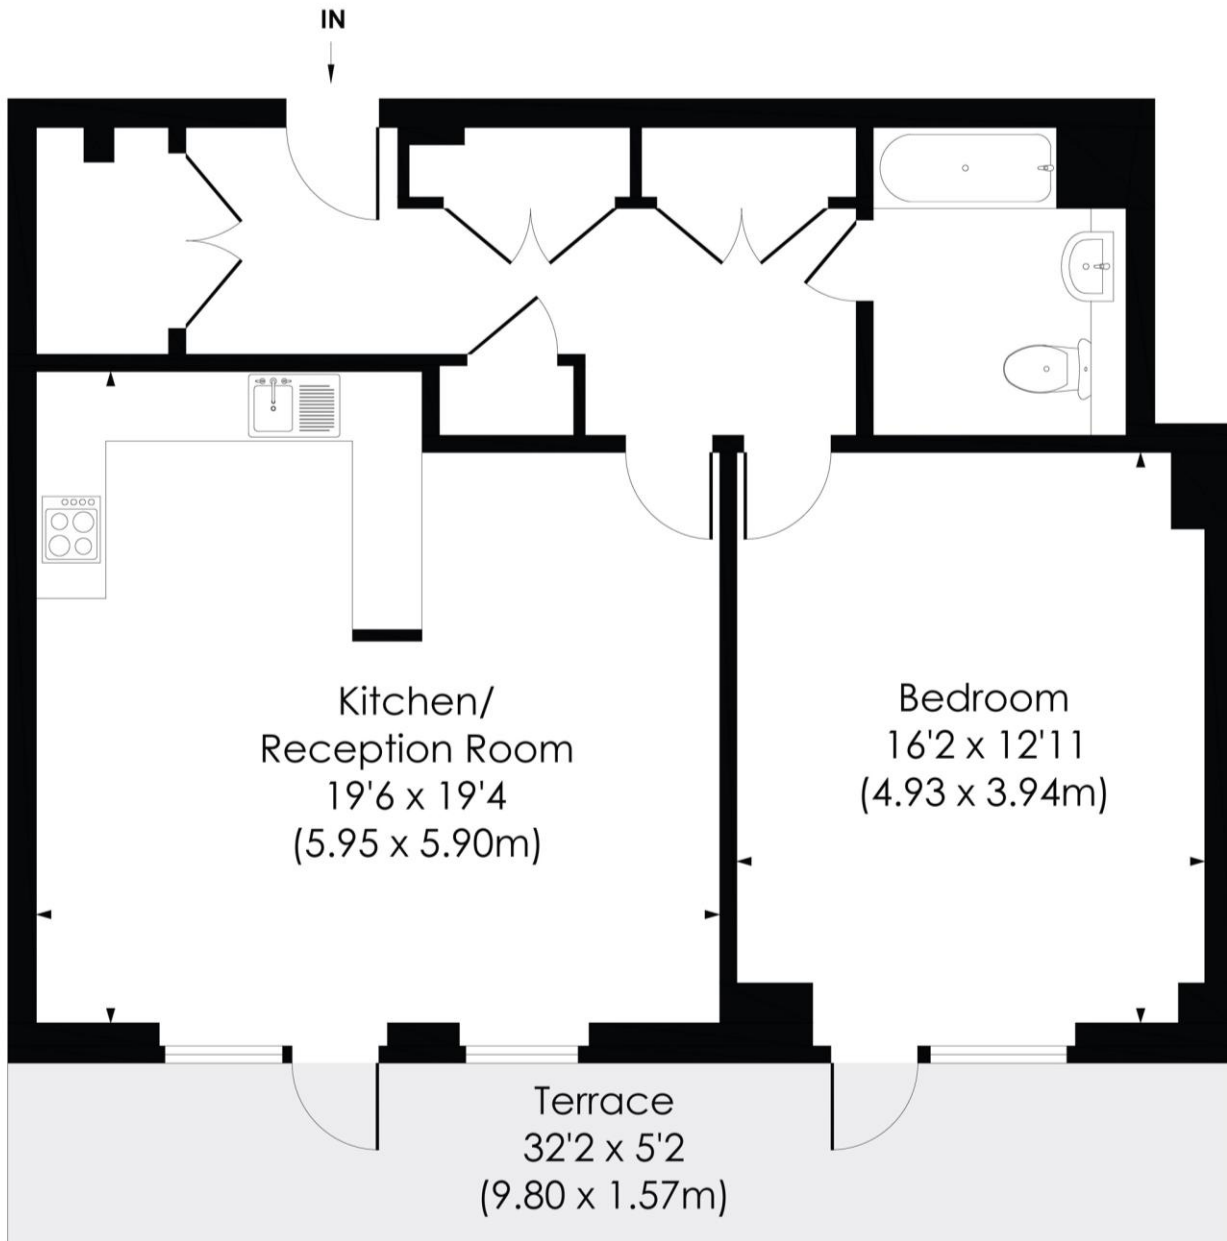 IN
Kitchen/
Reception Room
19'6 x 19'4
(5.95 x 5.90m)
Bedroom
16'2 x 12'11
(4.93 x 3.94m)
Terrace
32'2 x 5'2
(9.80 x 1.57m)